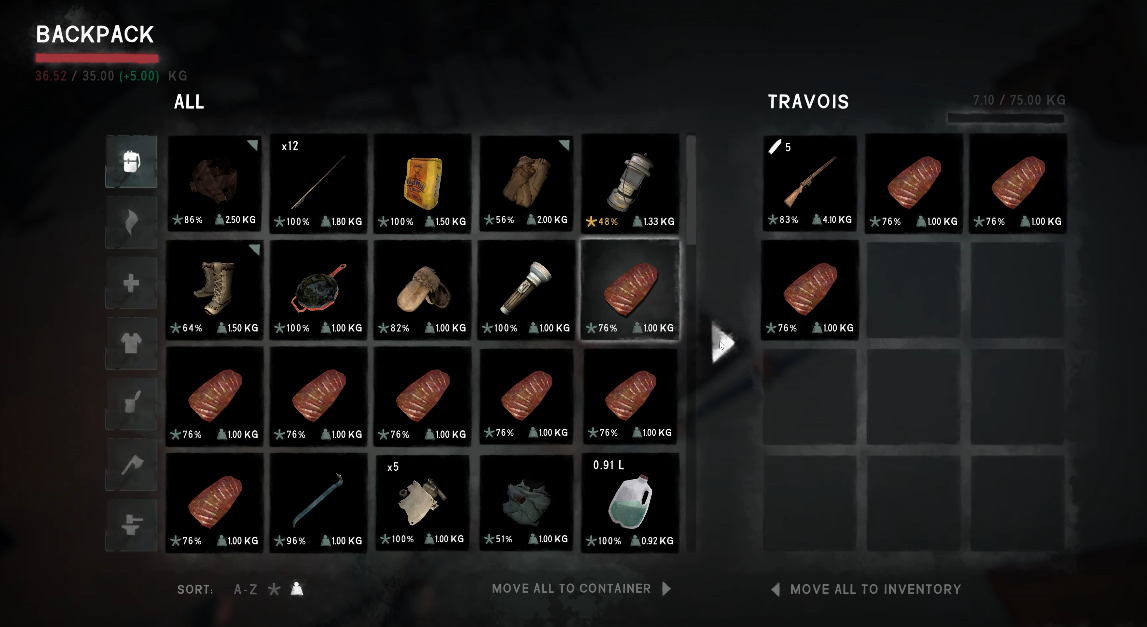 BACKPACK
36.52 / 35.00 (+5.00) KG
ALL
TRAVOIS
7.10 / 75.00 KG
x12
5
86% 2.50 KG
100% 1.80 KG
100% 1.50 KG
56% 2.00 KG
48% 1.33 KG
83% 4.10 KG
76% 1.00 KG
76% 1.00 KG
64% 1.50 KG
100% 1.00 KG
82% 1.00 KG
100% 1.00 KG
76% 1.00 KG
76% 1.00 KG
76% 1.00 KG
76% 1.00 KG
76% 1.00 KG
76% 1.00 KG
76% 1.00 KG
x5
0.91 L
76% 1.00 KG
96% 1.00 KG
100% 1.00 KG
51% 1.00 KG
100% 0.92 KG
SORT: A-Z
MOVE ALL TO CONTAINER
MOVE ALL TO INVENTORY